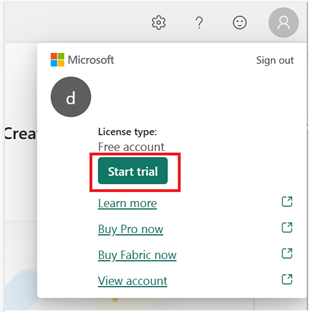 Microsoft
Sign out
d
Creat
License type:
Free account
Start trial
Learn more
Buy Pro now
Buy Fabric now
View account